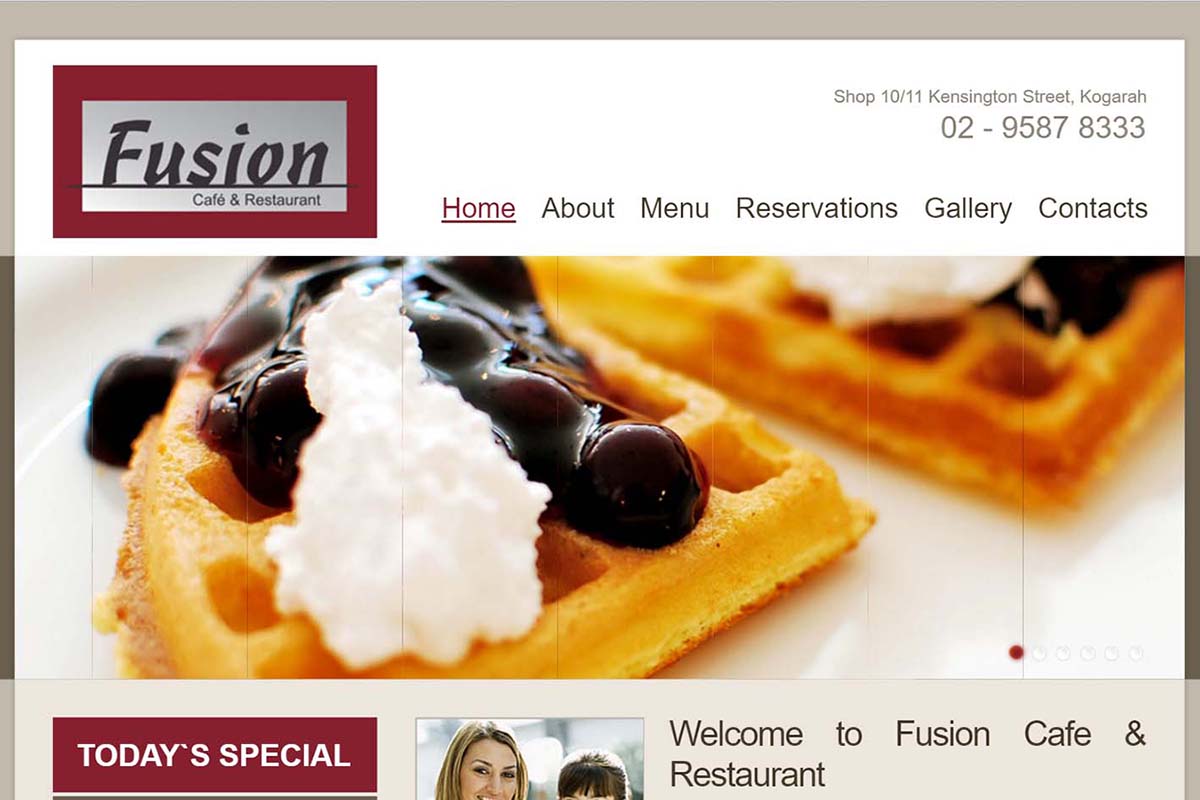 Fusion
Café & Restaurant
Shop 10/11 Kensington Street, Kogarah
02 - 9587 8333
Home About Menu Reservations Gallery Contacts
TODAY`S SPECIAL
Welcome to Fusion Cafe &
Restaurant